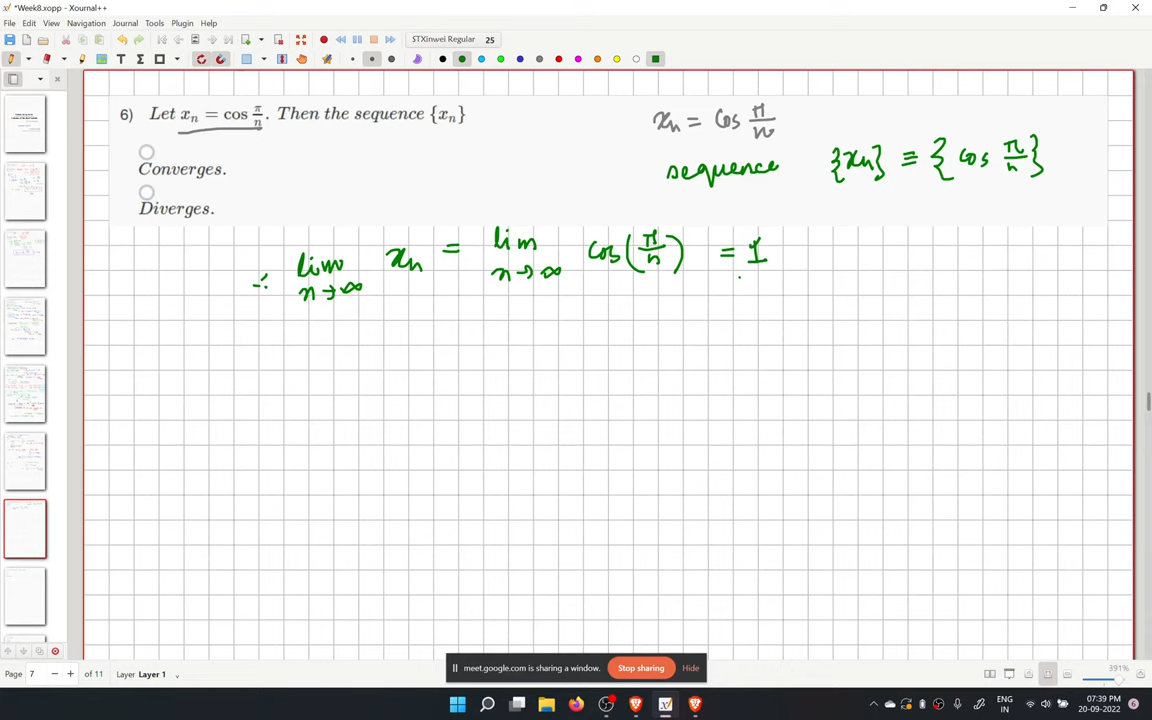 *Week8.xopp - Xournal++
File Edit View Navigation Journal Tools Plugin Help
STXinwei Regular 25
6) Let xₙ = cos π/n. Then the sequence {xₙ}
Converges.
Diverges.
xₙ = cos π/n
sequence {xₙ} ≡ {cos π/n}
∴ lim n→∞ xₙ = lim n→∞ cos(π/n) = 1
Page 7 of 11 Layer Layer 1
391%
meet.google.com is sharing a window. Stop sharing Hide
ENG IN
07:39 PM
20-09-2022
6